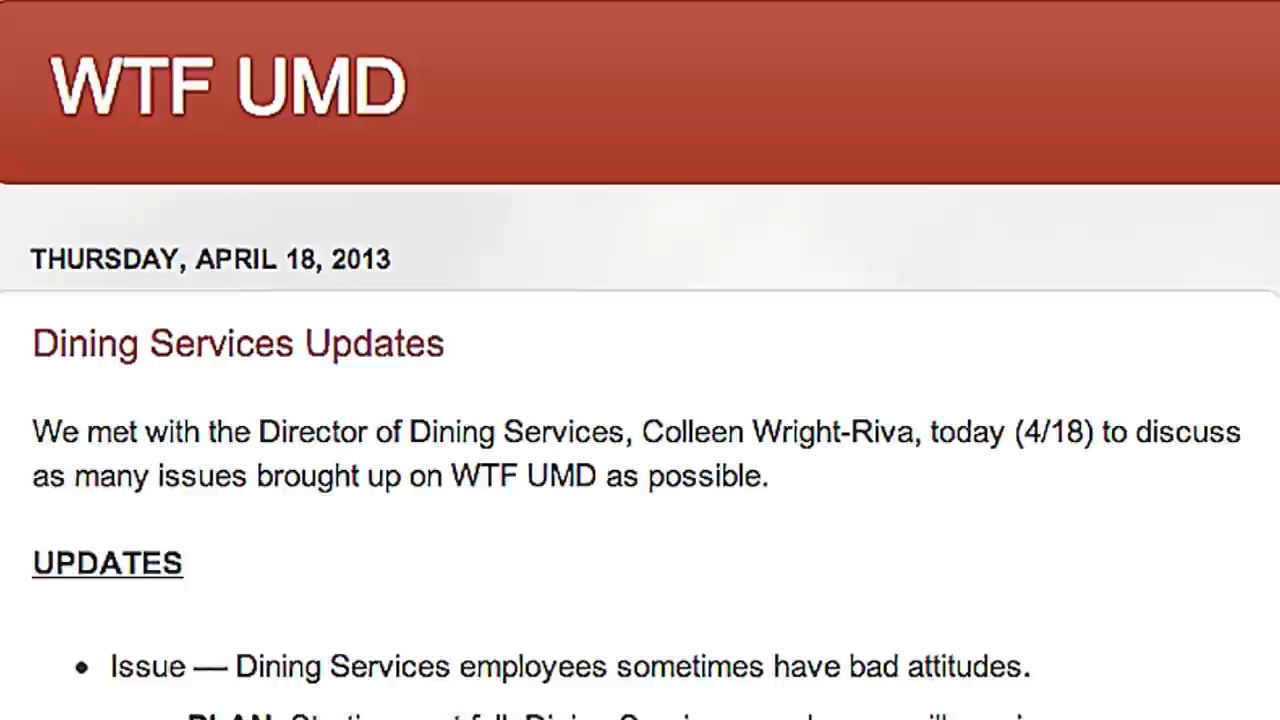 WTF UMD
THURSDAY, APRIL 18, 2013
Dining Services Updates
We met with the Director of Dining Services, Colleen Wright-Riva, today (4/18) to discuss
as many issues brought up on WTF UMD as possible.
UPDATES
• Issue — Dining Services employees sometimes have bad attitudes.